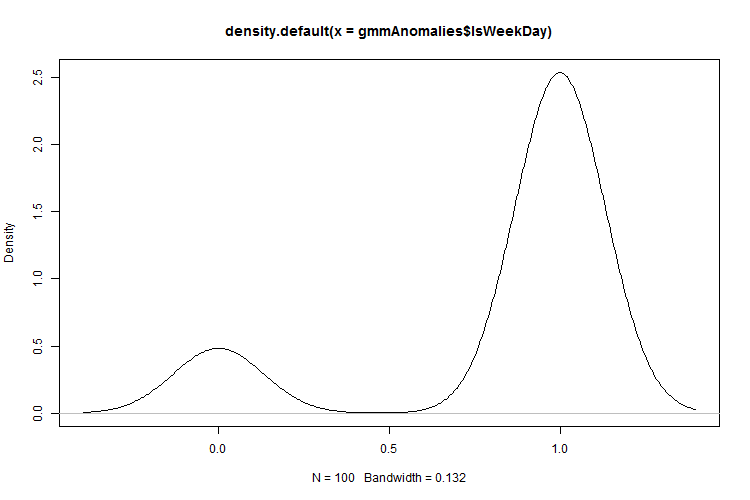 density.default(x = gmmAnomalies$IsWeekDay)
2.5
2.0
1.5
1.0
0.5
0.0
Density
0.0 0.5 1.0
N = 100 Bandwidth = 0.132